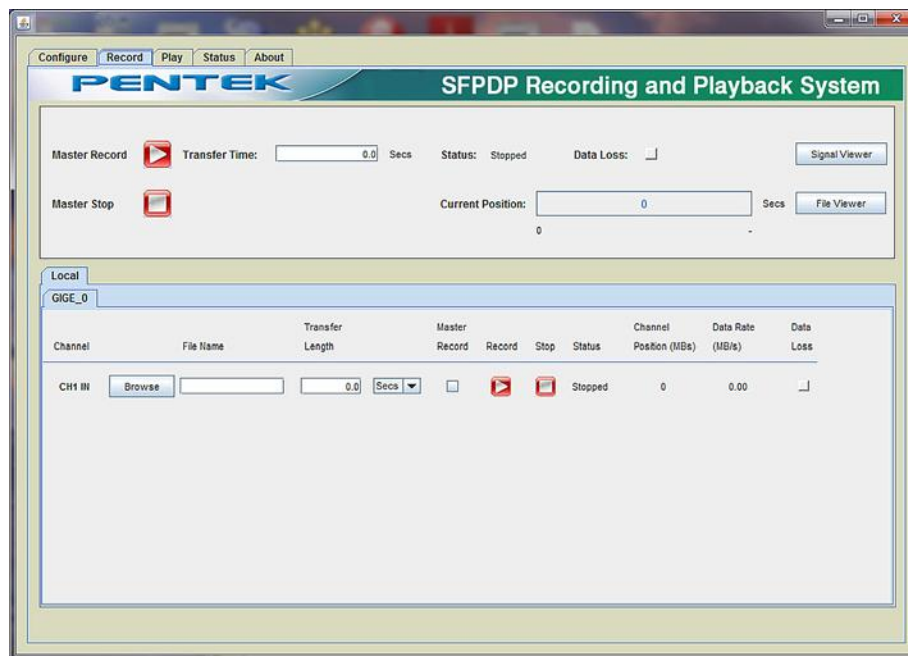 Configure Record Play Status About
PENTEK SFPDP Recording and Playback System
Master Record Transfer Time: 0.0 Secs Status: Stopped Data Loss: Signal Viewer
Master Stop Current Position: 0 Secs File Viewer
0 -
Local
GIGE_0
Transfer Master Channel Data Rate Data
Channel File Name Length Record Record Stop Status Position (MBs) (MB/s) Loss
CH1 IN Browse 0.0 Secs Stopped 0 0.00